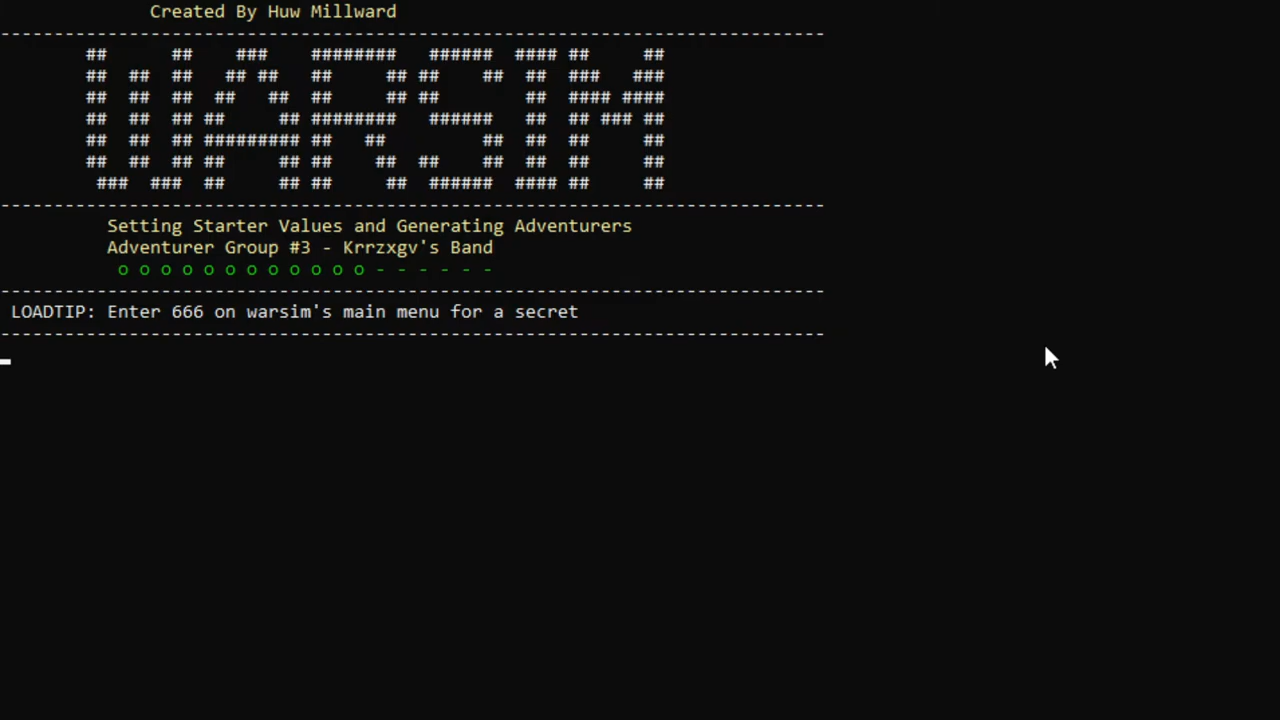 Created By Huw Millward
WARSIM
Setting Starter Values and Generating Adventurers
Adventurer Group #3 - Krrzxgv's Band
o o o o o o o o o o o o - - - - - -
LOADTIP: Enter 666 on warsim's main menu for a secret